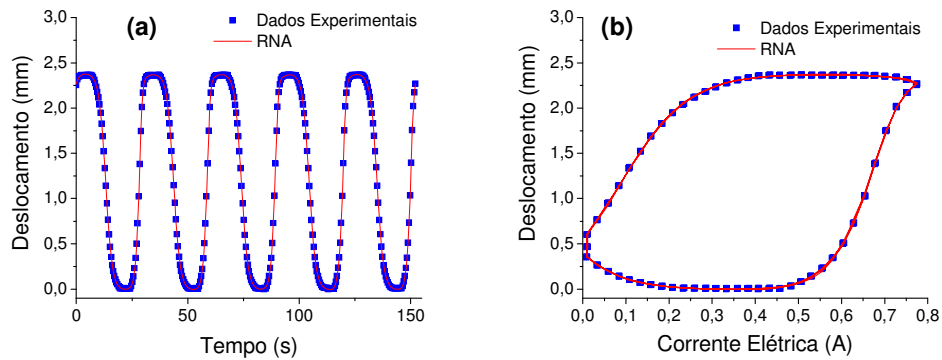 (a)
Dados Experimentais
RNA
3,0
2,5
2,0
1,5
1,0
0,5
0,0
Deslocamento (mm)
0
50
100
150
Tempo (s)
(b)
Dados Experimentais
RNA
3,0
2,5
2,0
1,5
1,0
0,5
0,0
Deslocamento (mm)
0,0
0,1
0,2
0,3
0,4
0,5
0,6
0,7
0,8
Corrente Elétrica (A)